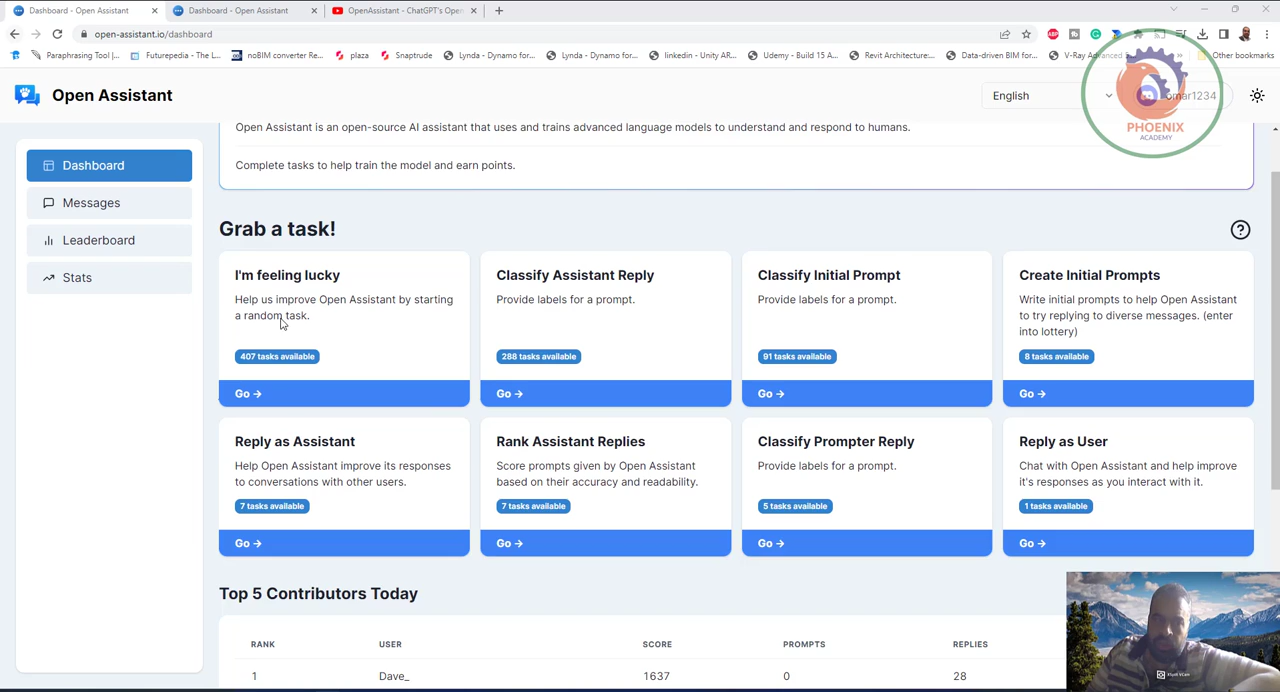 Dashboard - Open Assistant
Dashboard - Open Assistant
OpenAssistant - ChatGPT's Open
open-assistant.io/dashboard
Paraphrasing Tool |
Futurepedia - The L...
noBIM converter Re...
plaza
Snaptrude
Lynda - Dynamo for...
Lynda - Dynamo for...
linkedin - Unity AR...
Udemy - Build 15 A...
Revit Architecture:...
Data-driven BIM for...
V-Ray Advanced S
Other bookmarks
Open Assistant
English
omar1234
PHOENIX
ACADEMY
Dashboard
Messages
Leaderboard
Stats
Open Assistant is an open-source AI assistant that uses and trains advanced language models to understand and respond to humans.
Complete tasks to help train the model and earn points.
Grab a task!
I'm feeling lucky
Help us improve Open Assistant by starting
a random task.
407 tasks available
Go →
Classify Assistant Reply
Provide labels for a prompt.
288 tasks available
Go →
Classify Initial Prompt
Provide labels for a prompt.
91 tasks available
Go →
Create Initial Prompts
Write initial prompts to help Open Assistant
to try replying to diverse messages. (enter
into lottery)
8 tasks available
Go →
Reply as Assistant
Help Open Assistant improve its responses
to conversations with other users.
7 tasks available
Go →
Rank Assistant Replies
Score prompts given by Open Assistant
based on their accuracy and readability.
7 tasks available
Go →
Classify Prompter Reply
Provide labels for a prompt.
5 tasks available
Go →
Reply as User
Chat with Open Assistant and help improve
it's responses as you interact with it.
1 tasks available
Go →
Top 5 Contributors Today
RANK USER SCORE PROMPTS REPLIES
1 Dave_ 1637 0 28
XSplit VCam